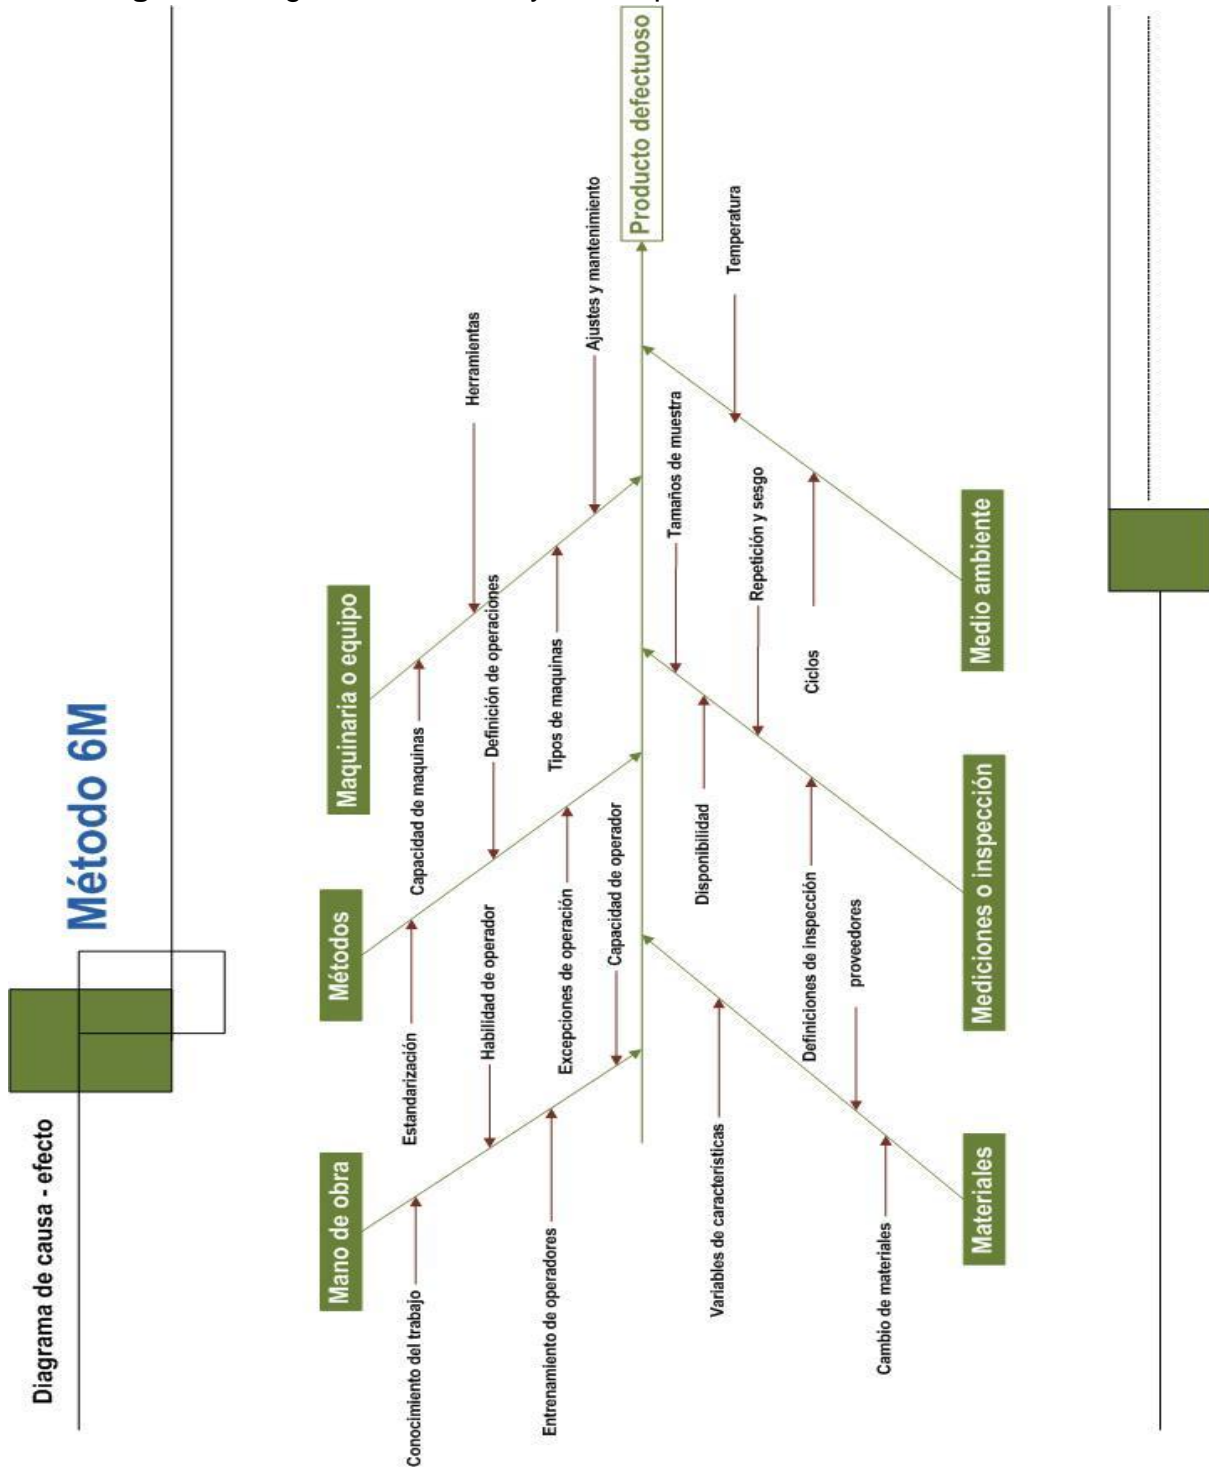 Diagrama de causa - efecto
Método 6M
Mano de obra
Métodos
Maquinaria o equipo
Conocimiento del trabajo
Estandarización
Capacidad de maquinas
Herramientas
Habilidad de operador
Definición de operaciones
Entrenamiento de operadores
Excepciones de operación
Tipos de maquinas
Ajustes y mantenimiento
Capacidad de operador
Producto defectuoso
Tamaños de muestra
Disponibilidad
Variables de características
Temperatura
Repetición y sesgo
Definiciones de inspección
Ciclos
proveedores
Cambio de materiales
Materiales
Mediciones o inspección
Medio ambiente